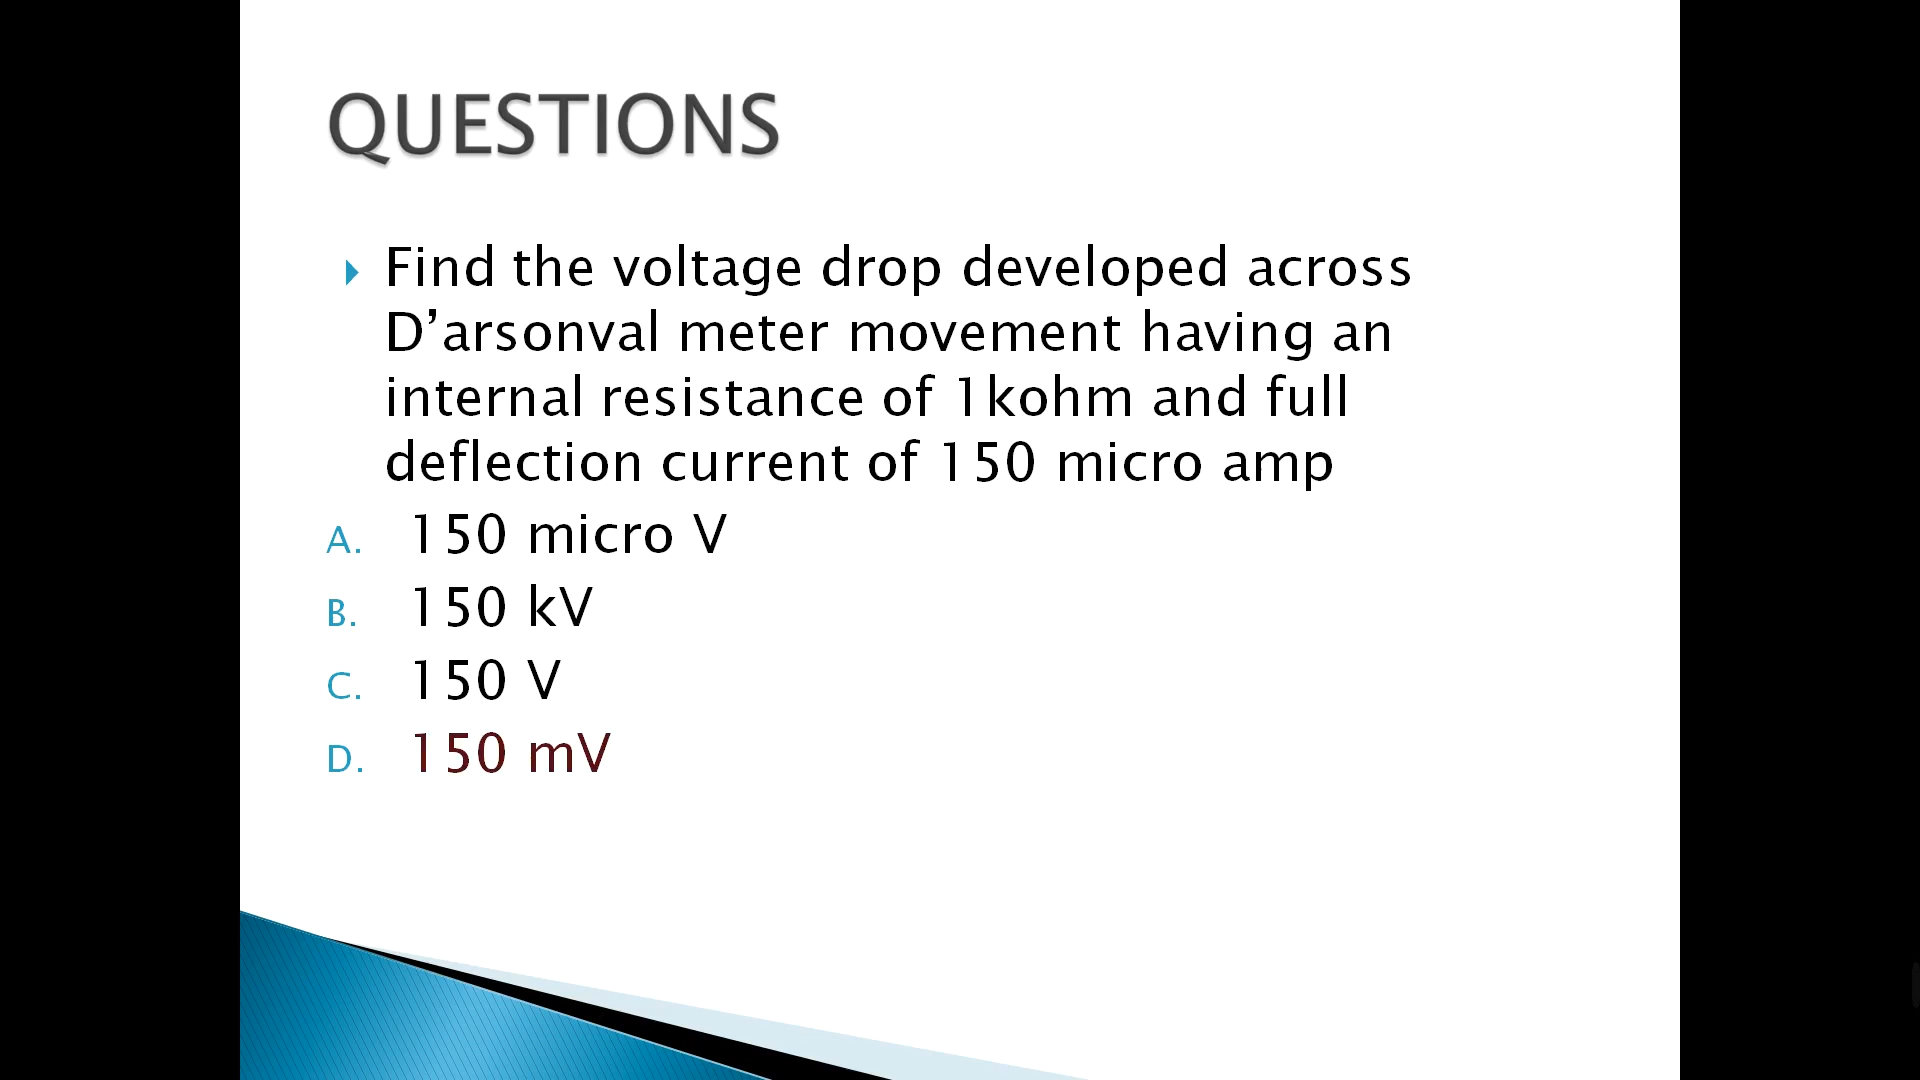 QUESTIONS
Find the voltage drop developed across
D’arsonval meter movement having an
internal resistance of 1kohm and full
deflection current of 150 micro amp
A. 150 micro V
B. 150 kV
C. 150 V
D. 150 mV